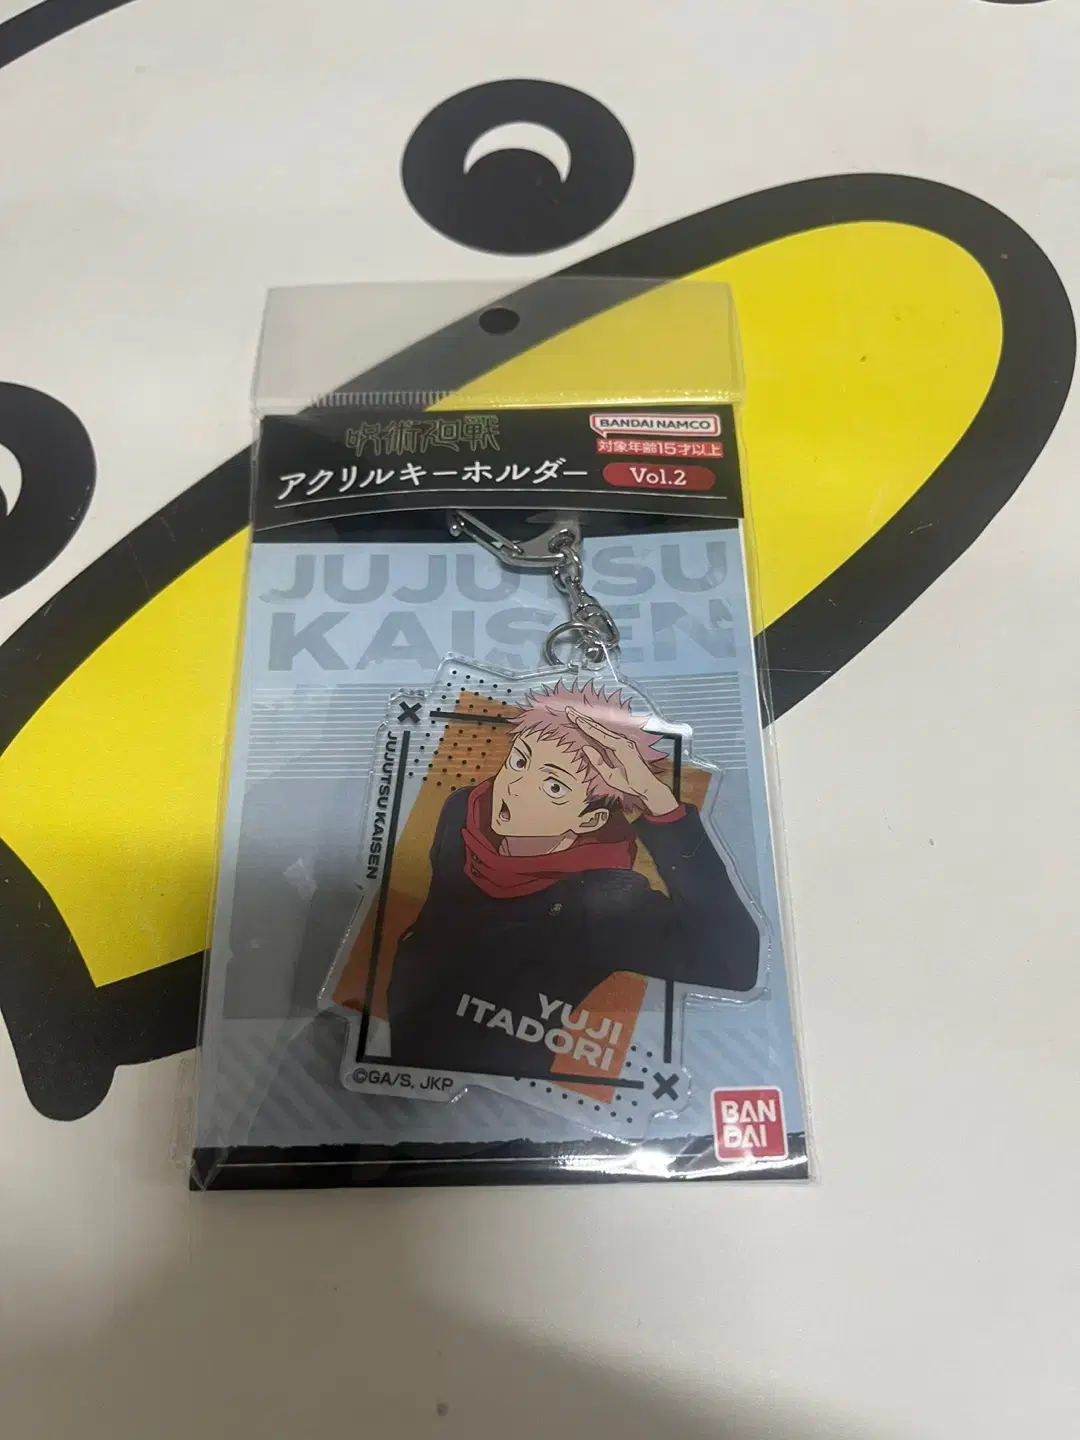 呪術廻戦
BANDAI NAMCO
対象年齢15才以上
アクリルキーホルダー
Vol.2
JUJUTSU
KAISEN
JUJUTSU KAISEN
YUJI
ITADORI
©GA/S, JKP
BAN
DAI